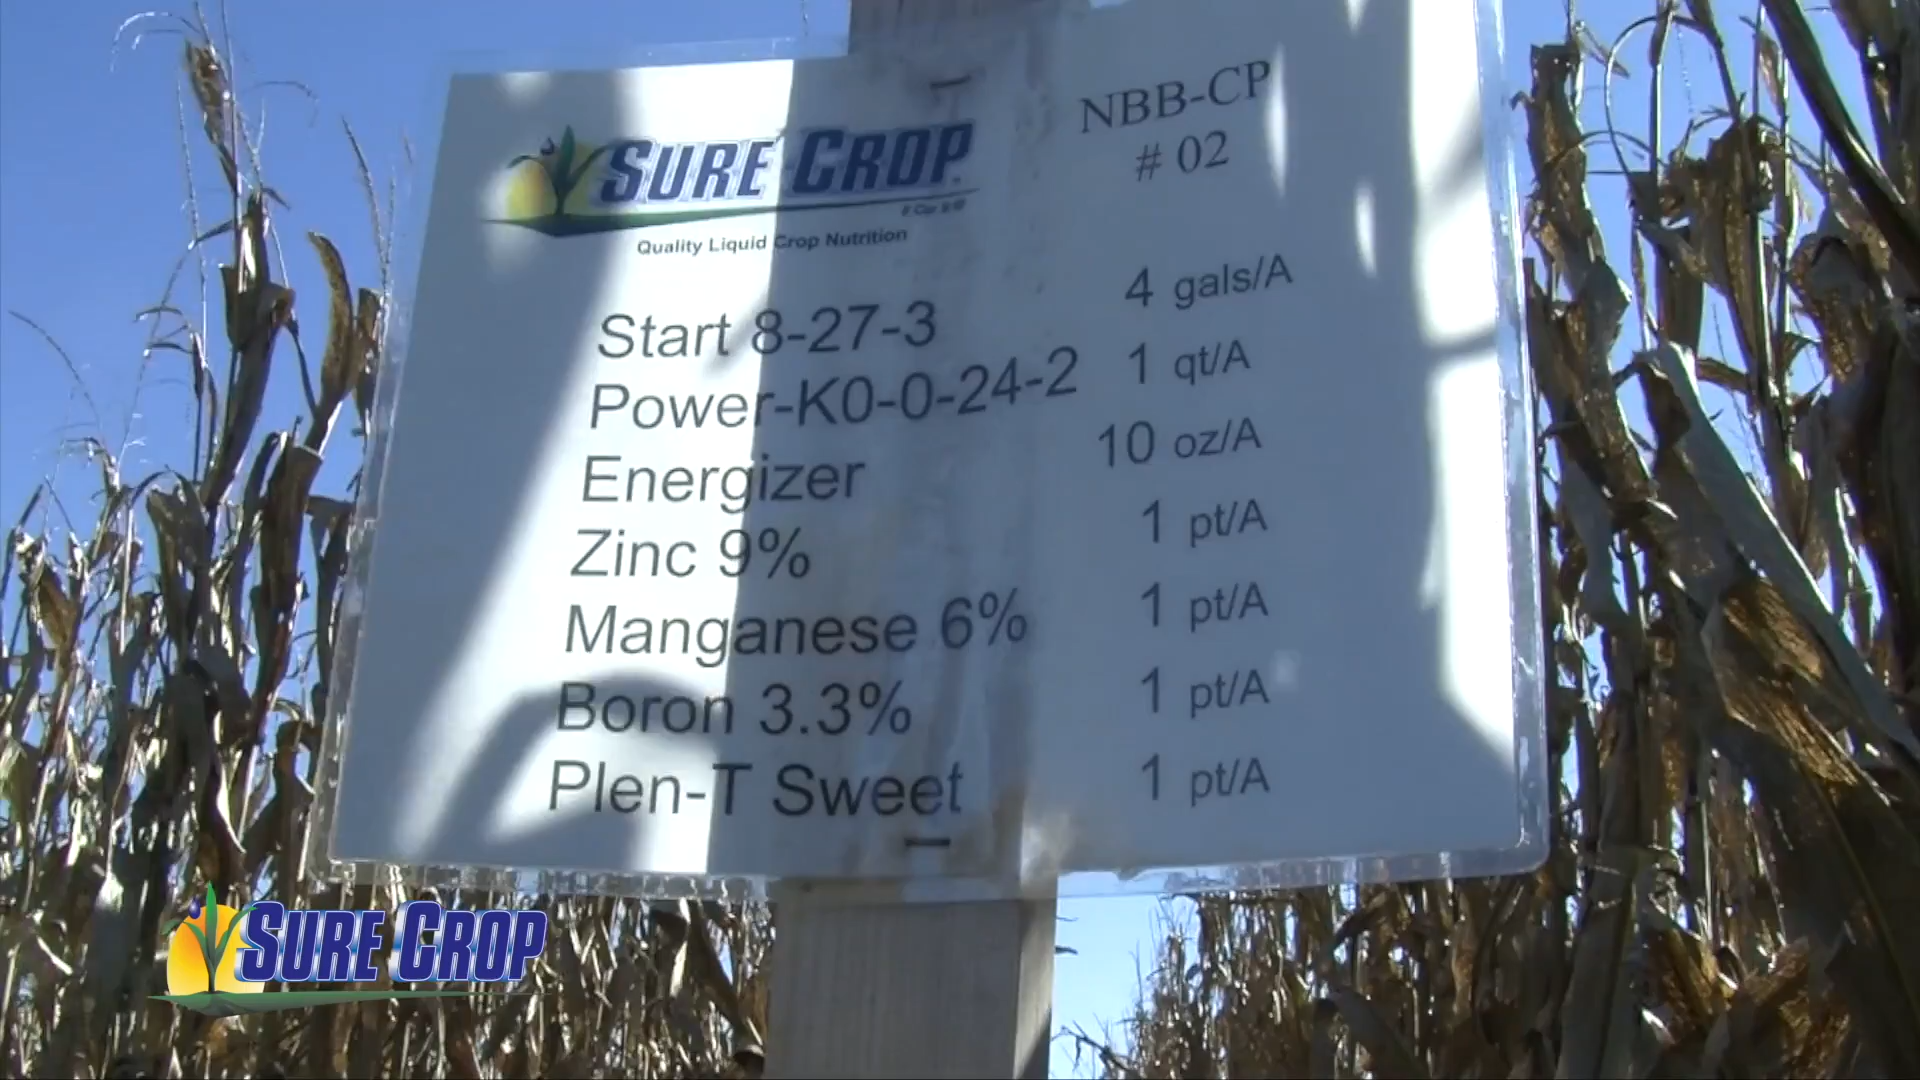 SURE CROP
Quality Liquid Crop Nutrition
NBB-CP
# 02
Start 8-27-3 4 gals/A
Power-K0-0-24-2 1 qt/A
Energizer 10 oz/A
Zinc 9% 1 pt/A
Manganese 6% 1 pt/A
Boron 3.3% 1 pt/A
Plen-T Sweet 1 pt/A
SURE CROP